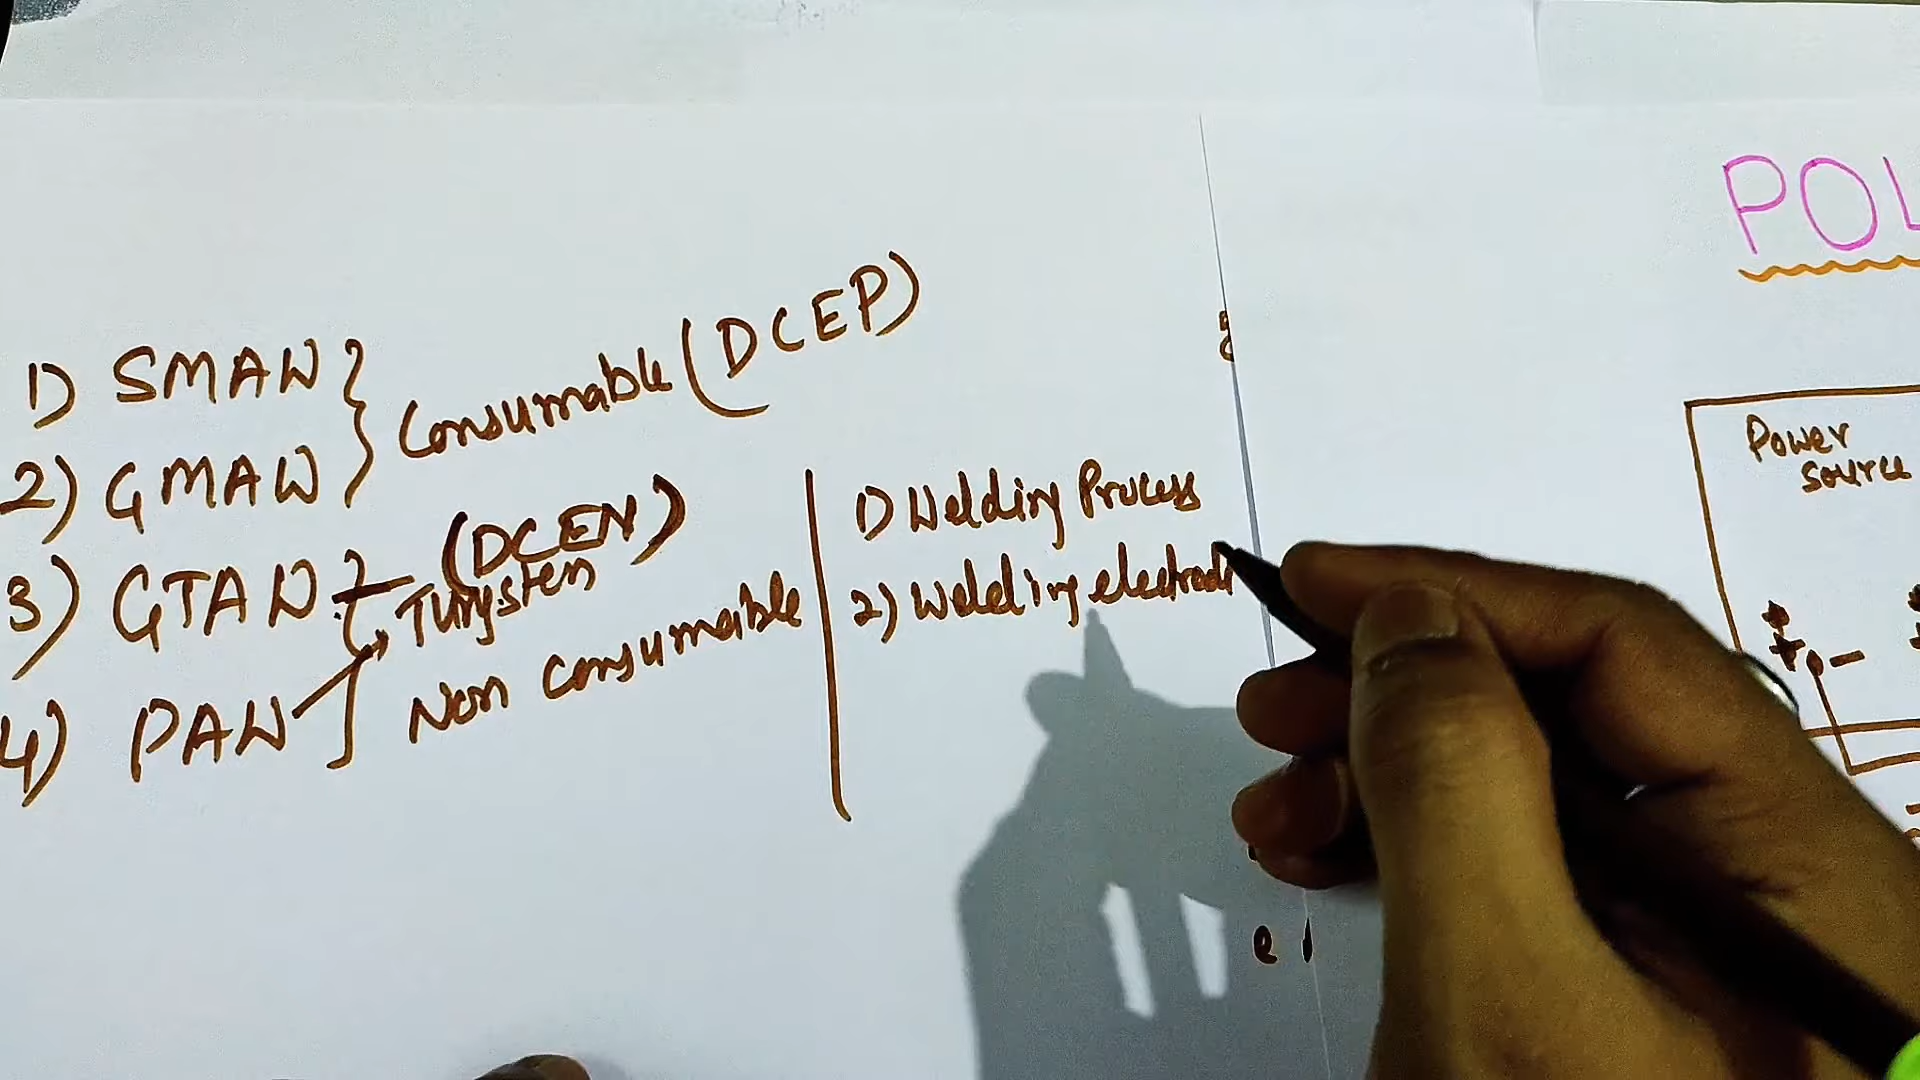 1) SMAW } Consumable (DCEP)
2) GMAW
3) GTAW (DCEN)
Tungsten
4) PAW Non consumable
1) Welding Process
2) Welding electrode
POL
Power
source
+ -